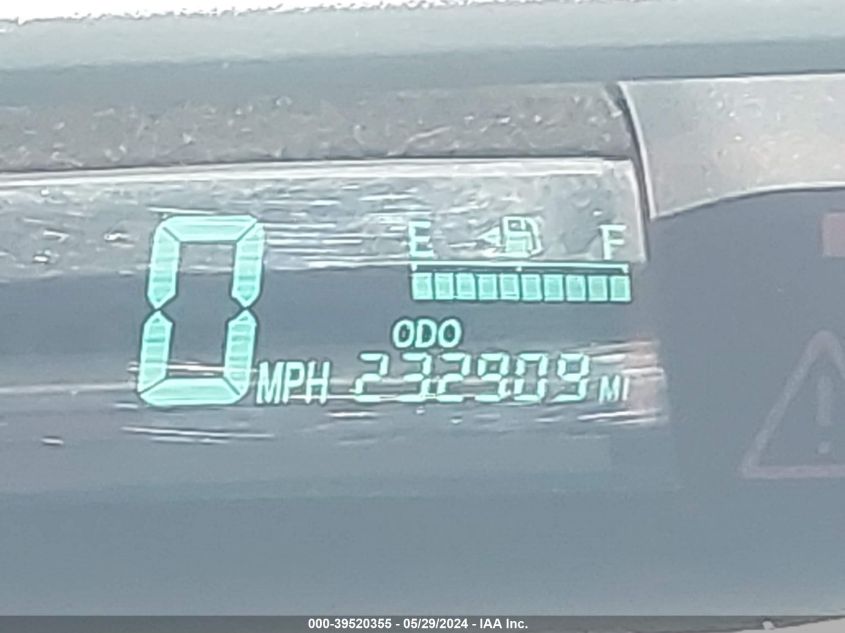 E F
0 MPH
ODO
232909 MI
000-39520355 - 05/29/2024 - IAA Inc.